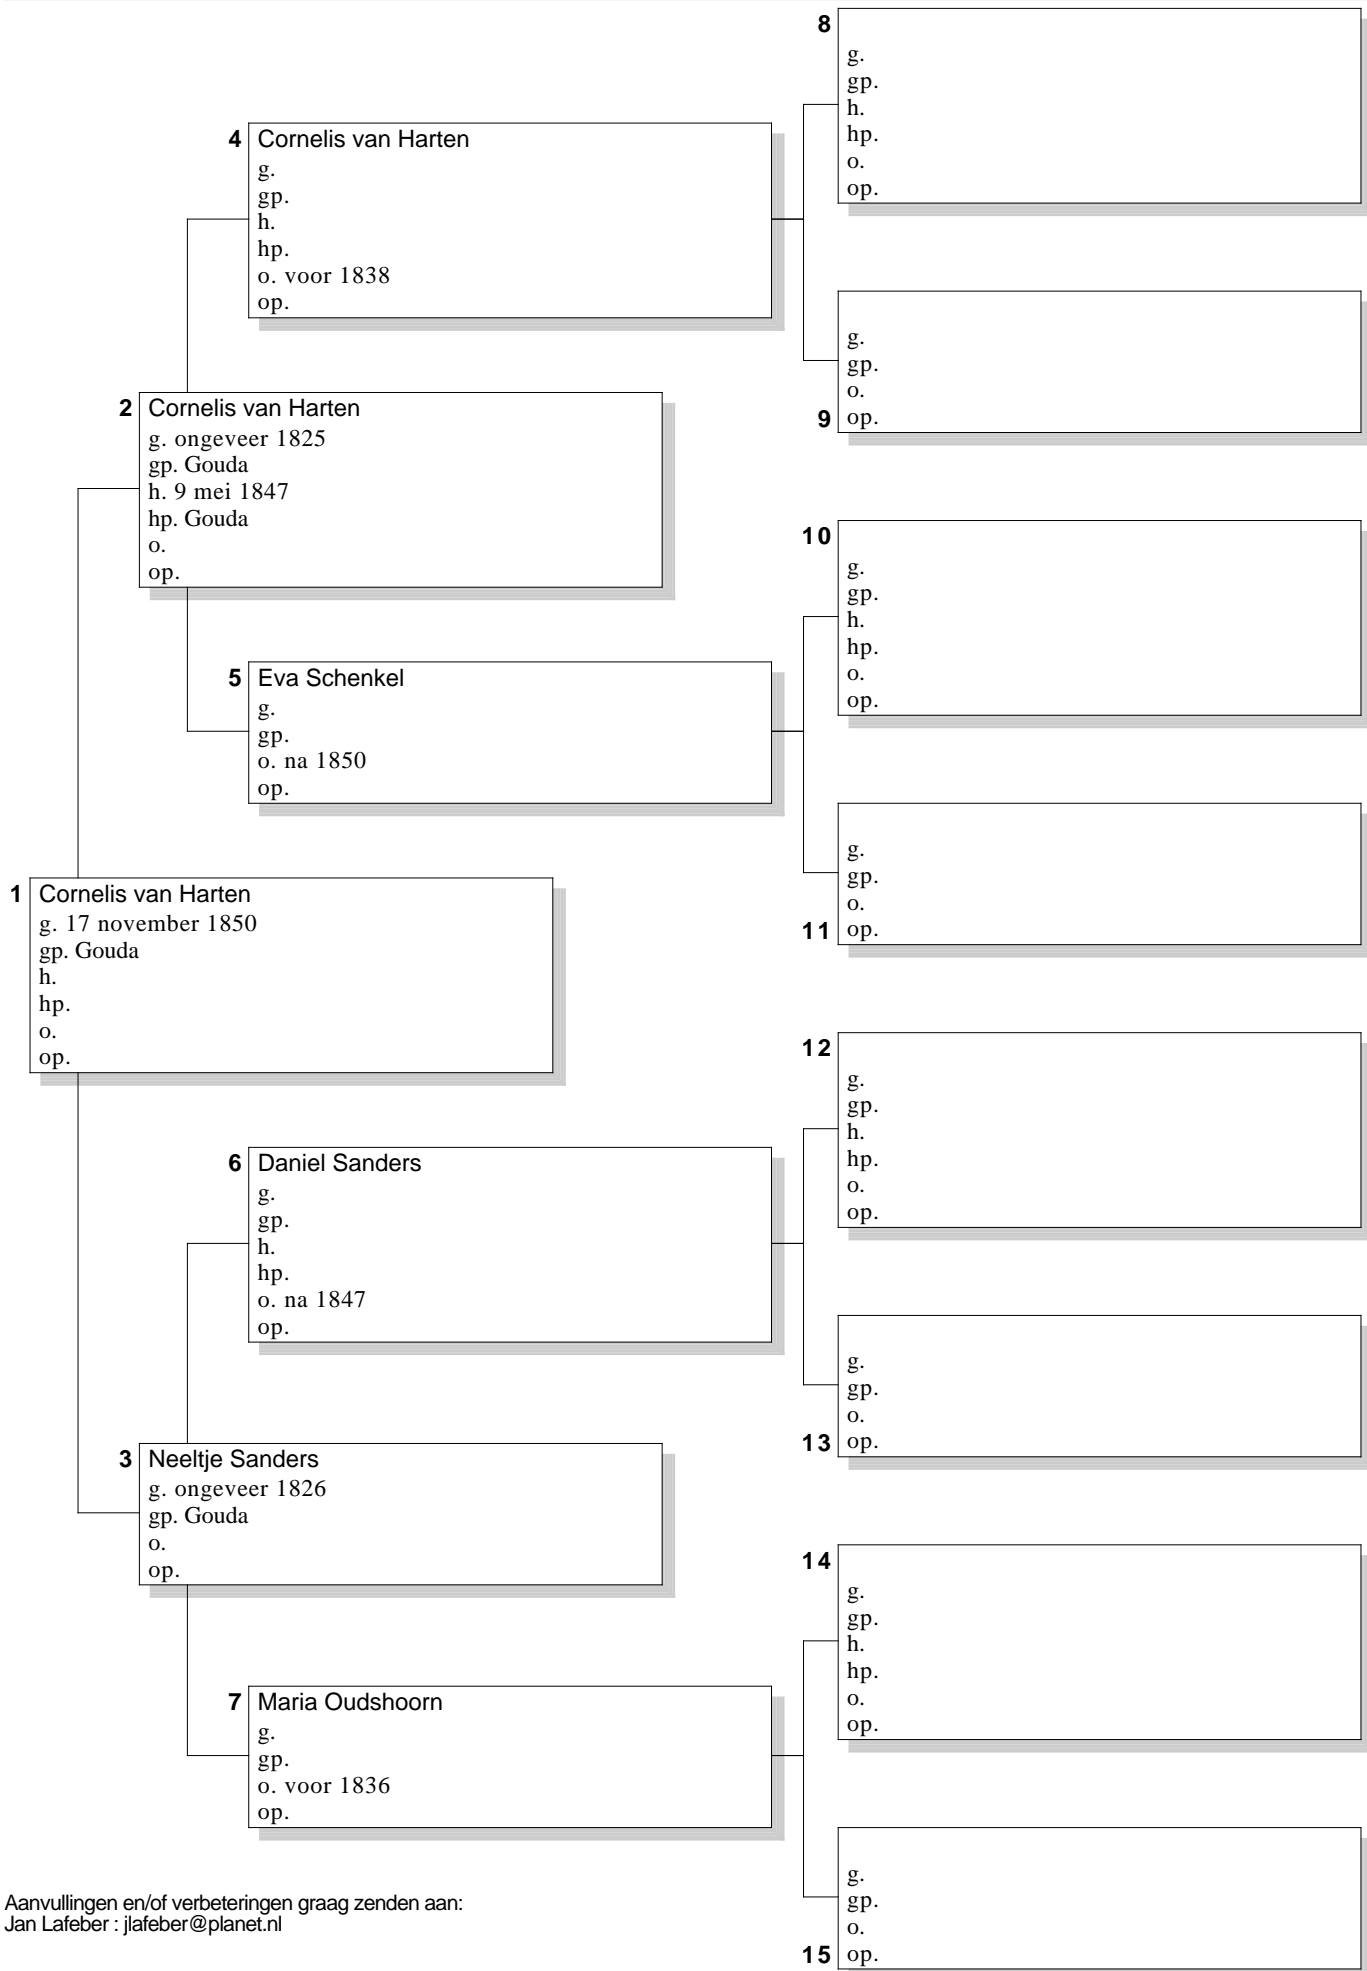 8
g.
gp.
h.
hp.
o.
op.
4 Cornelis van Harten
g.
gp.
h.
hp.
o. voor 1838
op.
g.
gp.
o.
9 op.
2 Cornelis van Harten
g. ongeveer 1825
gp. Gouda
h. 9 mei 1847
hp. Gouda
o.
op.
10
g.
gp.
h.
hp.
o.
op.
5 Eva Schenkel
g.
gp.
o. na 1850
op.
g.
gp.
o.
11 op.
1 Cornelis van Harten
g. 17 november 1850
gp. Gouda
h.
hp.
o.
op.
12
g.
gp.
h.
hp.
o.
op.
6 Daniel Sanders
g.
gp.
h.
hp.
o. na 1847
op.
g.
gp.
o.
13 op.
3 Neeltje Sanders
g. ongeveer 1826
gp. Gouda
o.
op.
14
g.
gp.
h.
hp.
o.
op.
7 Maria Oudshoorn
g.
gp.
o. voor 1836
op.
g.
gp.
o.
15 op.
Aanvullingen en/of verbeteringen graag zenden aan:
Jan Lafeber : jlafeber@planet.nl